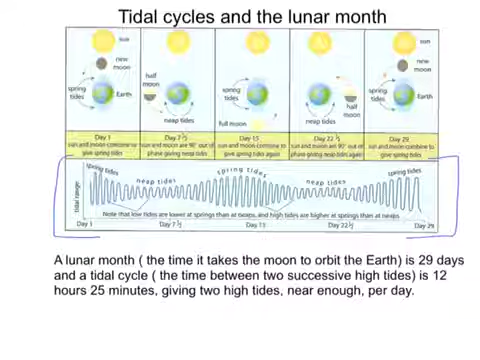 Tidal cycles and the lunar month
sun
new moon
spring tides
Earth
Day 1
sun and moon combine to give spring tides
half moon
neap tides
Day 7 ½
sun and moon are 90° out of phase giving neap tides
spring tides
full moon
Day 15
sun and moon combine to give spring tides again
half moon
neap tides
Day 22 ½
sun and moon are 90° out of phase giving neap tides again
sun
new moon
spring tides
Earth
Day 29
sun and moon combine to give spring tides
Tidal range
spring tides
neap tides
spring tides
neap tides
spring tides
Note that low tides are lower at springs than at neaps, and high tides are higher at springs than at neaps
Day 1
Day 7½
Day 15
Day 22½
Day 29
A lunar month ( the time it takes the moon to orbit the Earth) is 29 days
and a tidal cycle ( the time between two successive high tides) is 12
hours 25 minutes, giving two high tides, near enough, per day.